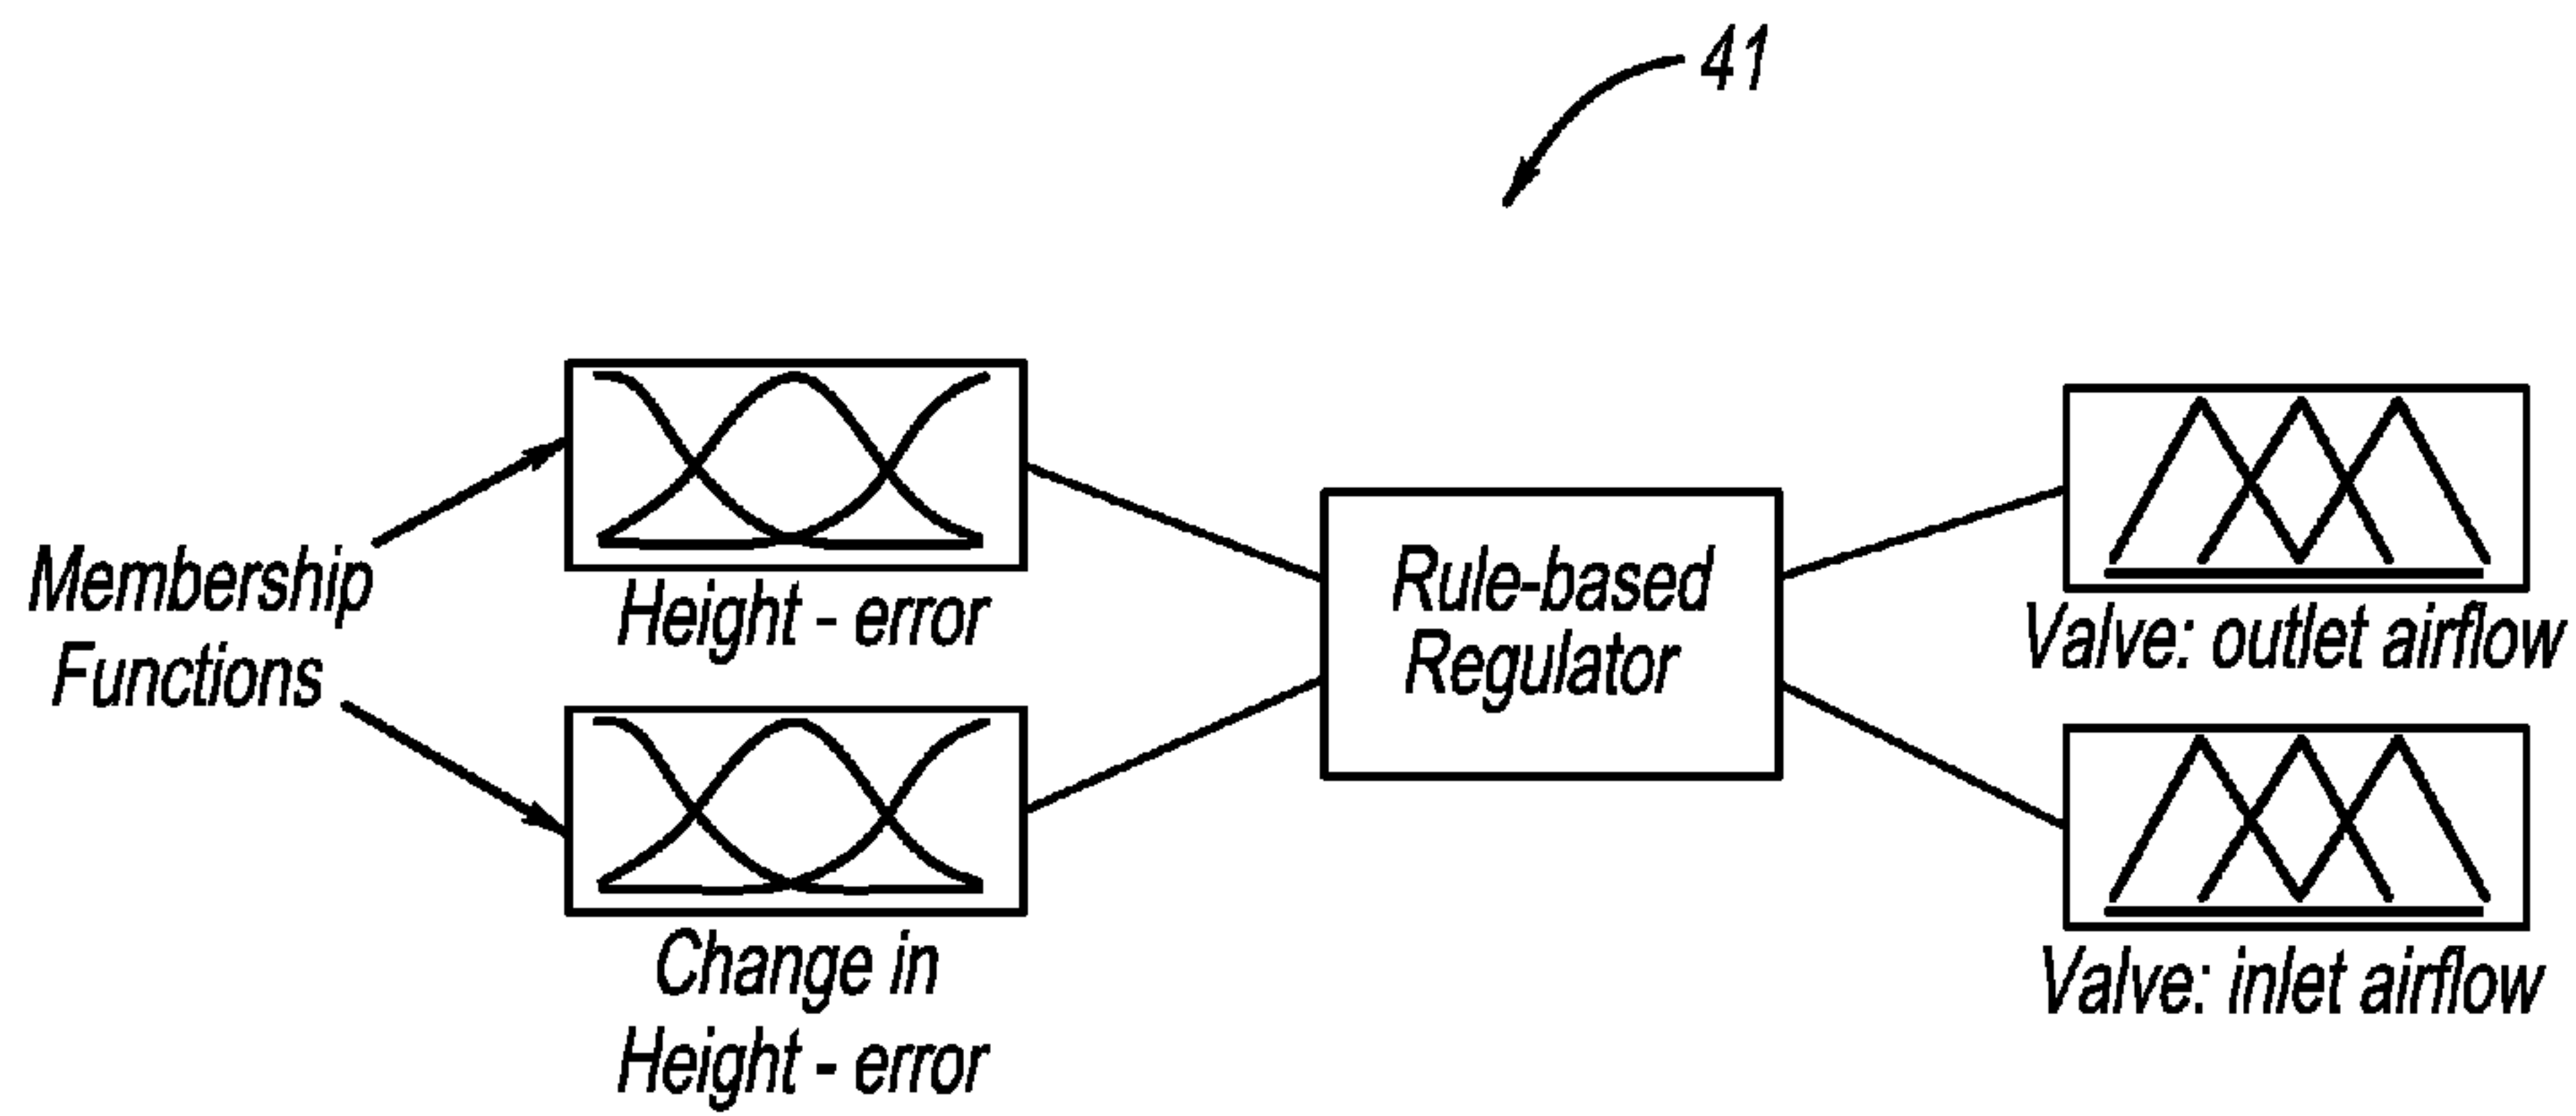 41
Membership
Functions
Height - error
Change in
Height - error
Rule-based
Regulator
Valve: outlet airflow
Valve: inlet airflow